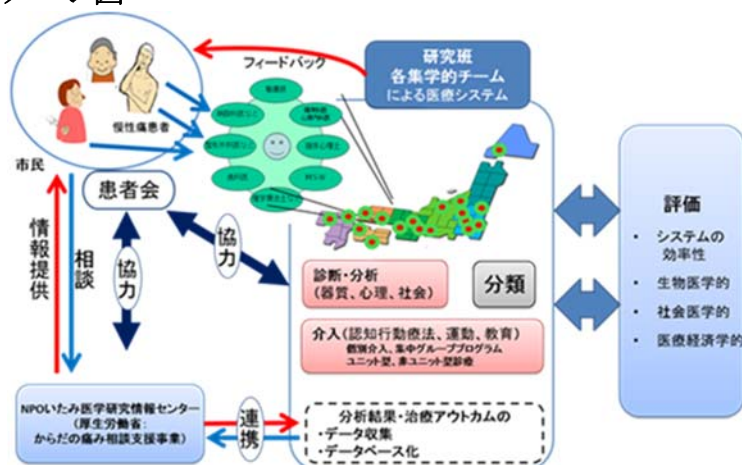 フィードバック
研究班
各集学的チーム
による医療システム
慢性痛患者
市民
患者会
情報提供
相談
協力
協力
診断・分析
(器質、心理、社会)
分類
介入(認知行動療法、運動、教育)
個別介入、集中グループプログラム
ユニット型、非ユニット型診療
評価
・ システムの
効率性
・ 生物医学的
・ 社会医学的
・ 医療経済学的
NPOいたみ医学研究情報センター
(厚生労働省:
からだの痛み相談支援事業)
連携
分析結果・治療アウトカムの
・データ収集
・データベース化